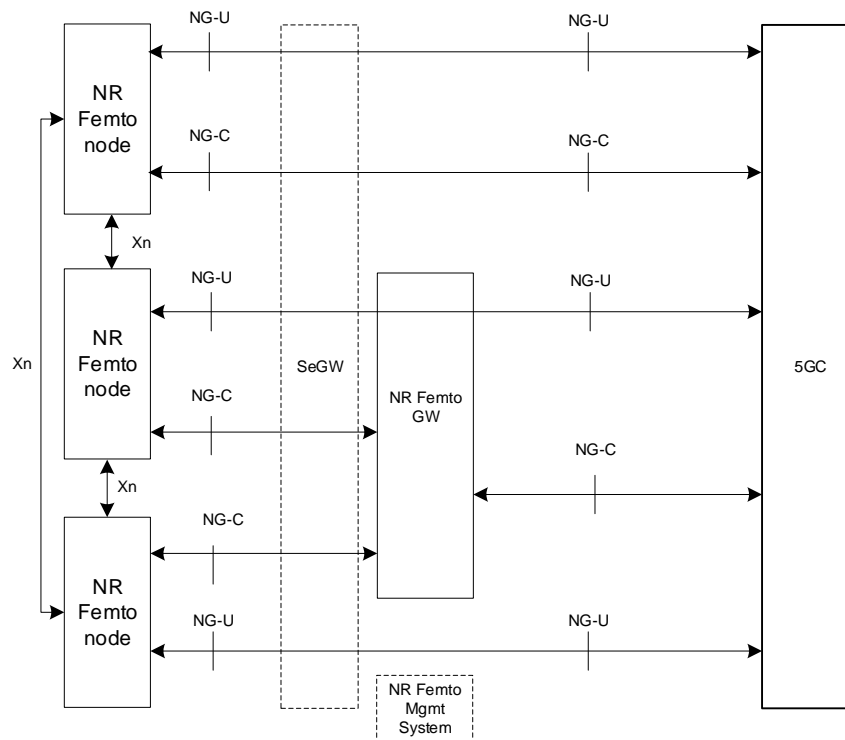 NG-U
NG-U
NR
Femto
node
NG-C
NG-C
Xn
NG-U
NG-U
NR
Femto
node
Xn
SeGW
5GC
NG-C
NR Femto
GW
NG-C
Xn
NG-C
NR
Femto
node
NG-U
NG-U
NR Femto
Mgmt
System